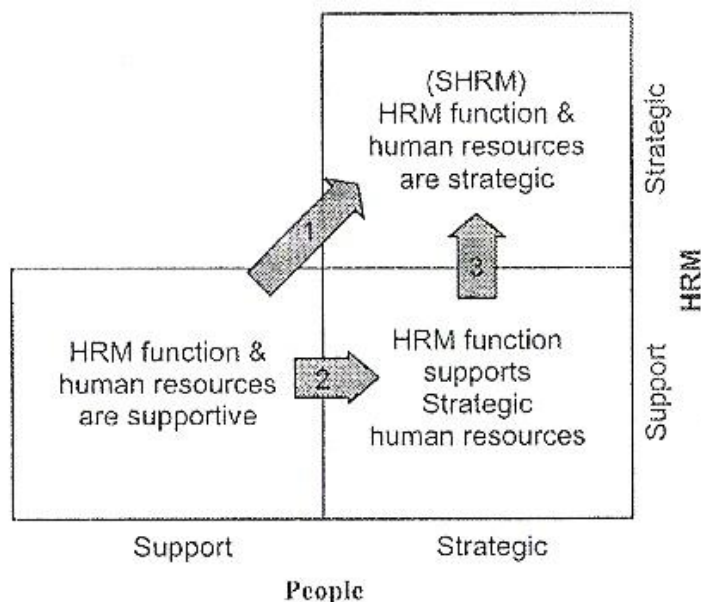 (SHRM)
HRM function &
human resources
are strategic
Strategic
1
3
HRM
HRM function &
human resources
are supportive
2
HRM function
supports
Strategic
human resources
Support
Support
Strategic
People